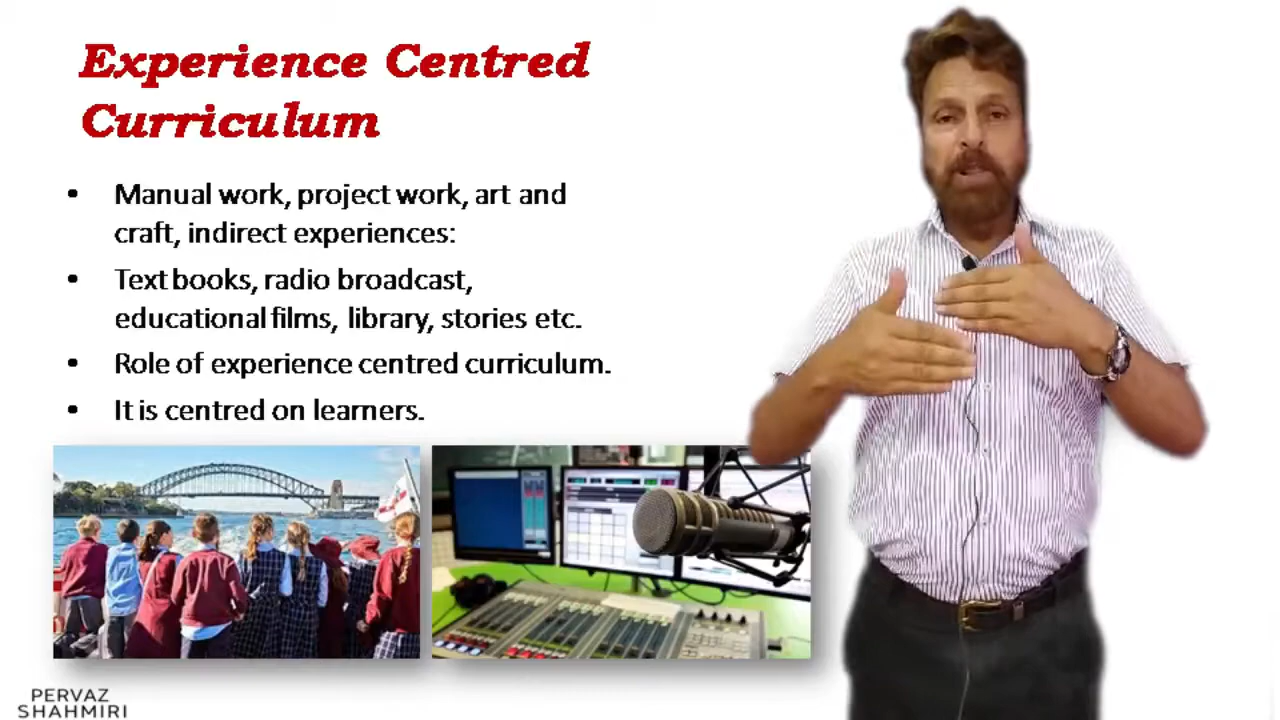 Experience Centred
Curriculum
• Manual work, project work, art and
craft, indirect experiences:
• Text books, radio broadcast,
educational films, library, stories etc.
• Role of experience centred curriculum.
• It is centred on learners.
PERVAZ
SHAHMIRI